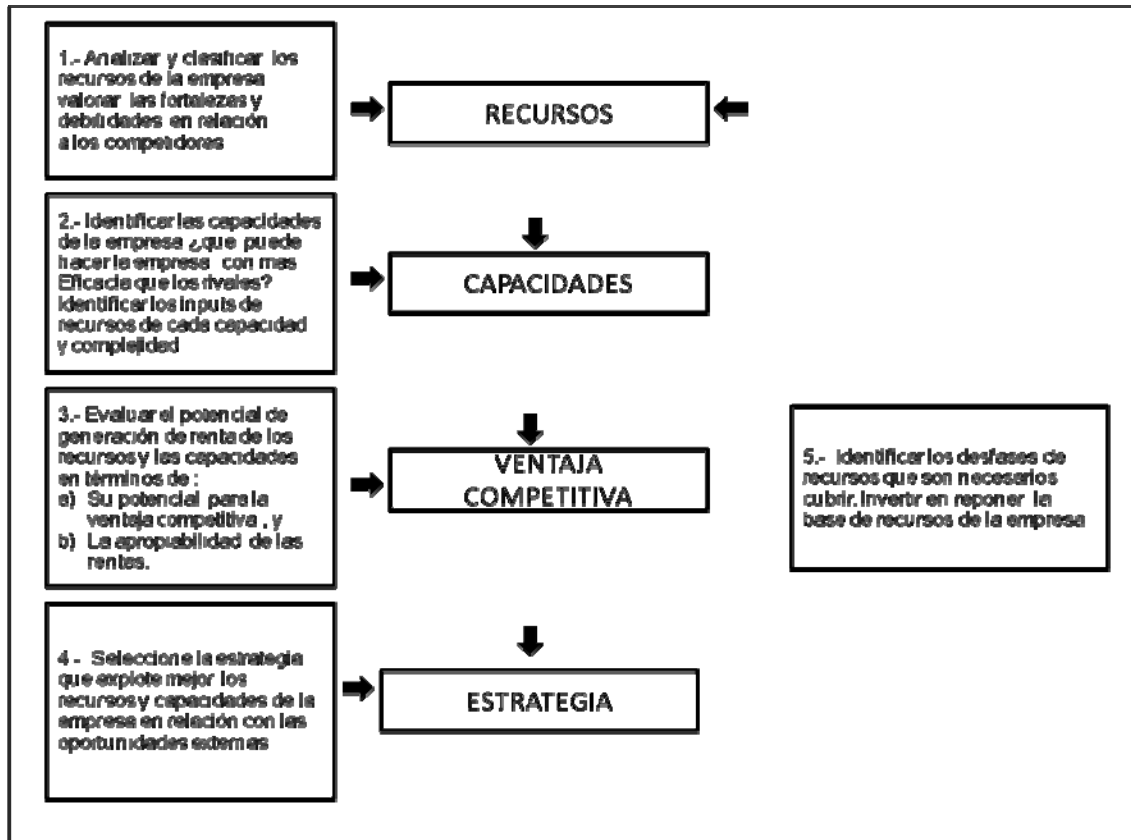 1.- Analizar y clasificar los
recursos de la empresa
valorar las fortalezas y
debilidades en relación
a los competidores
RECURSOS
2.- Identificar las capacidades
de la empresa ¿que puede
hacer la empresa con mas
Eficacia que los rivales?
Identificar los inputs de
recursos de cada capacidad
y complejidad
CAPACIDADES
3.- Evaluar el potencial de
generación de renta de los
recursos y las capacidades
en términos de :
a) Su potencial para la
ventaja competitiva , y
b) La apropiabilidad de las
rentas.
VENTAJA
COMPETITIVA
5.- Identificar los desfases de
recursos que son necesarios
cubrir. Invertir en reponer la
base de recursos de la empresa
4 - Seleccione la estrategia
que explote mejor los
recursos y capacidades de la
empresa en relación con las
oportunidades externas
ESTRATEGIA